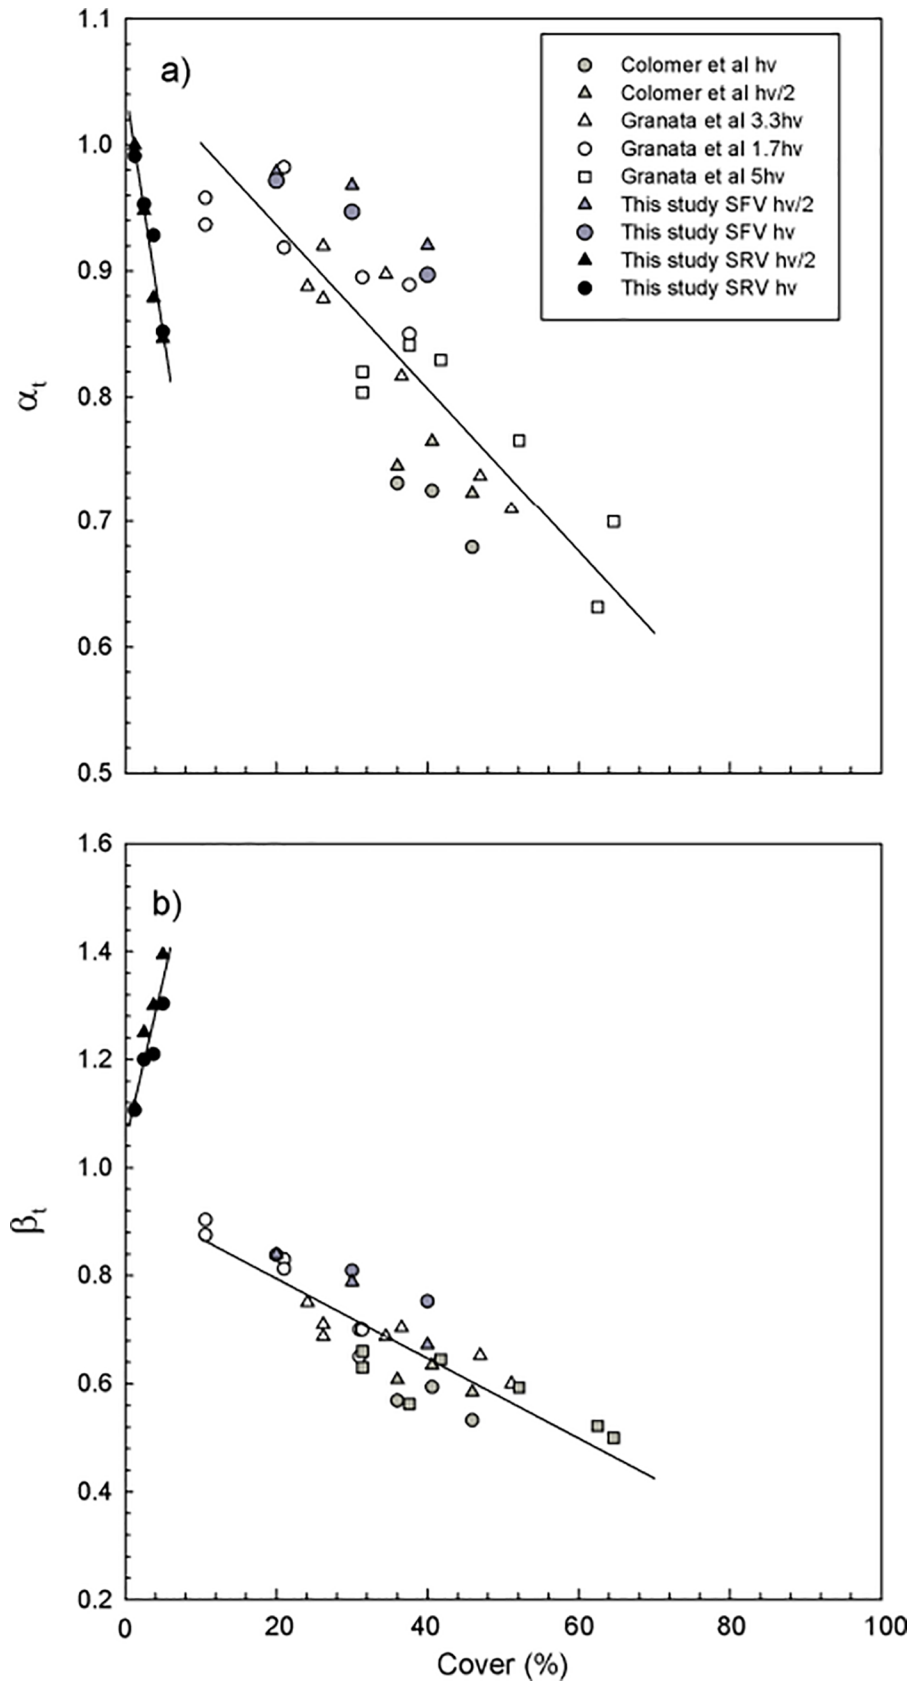 1.1
a)
1.0
0.9
0.8
0.7
0.6
0.5
αt
Colomer et al hv
Colomer et al hv/2
Granata et al 3.3hv
Granata et al 1.7hv
Granata et al 5hv
This study SFV hv/2
This study SFV hv
This study SRV hv/2
This study SRV hv
1.6
b)
1.4
1.2
1.0
0.8
0.6
0.4
0.2
βt
0 20 40 60 80 100
Cover (%)